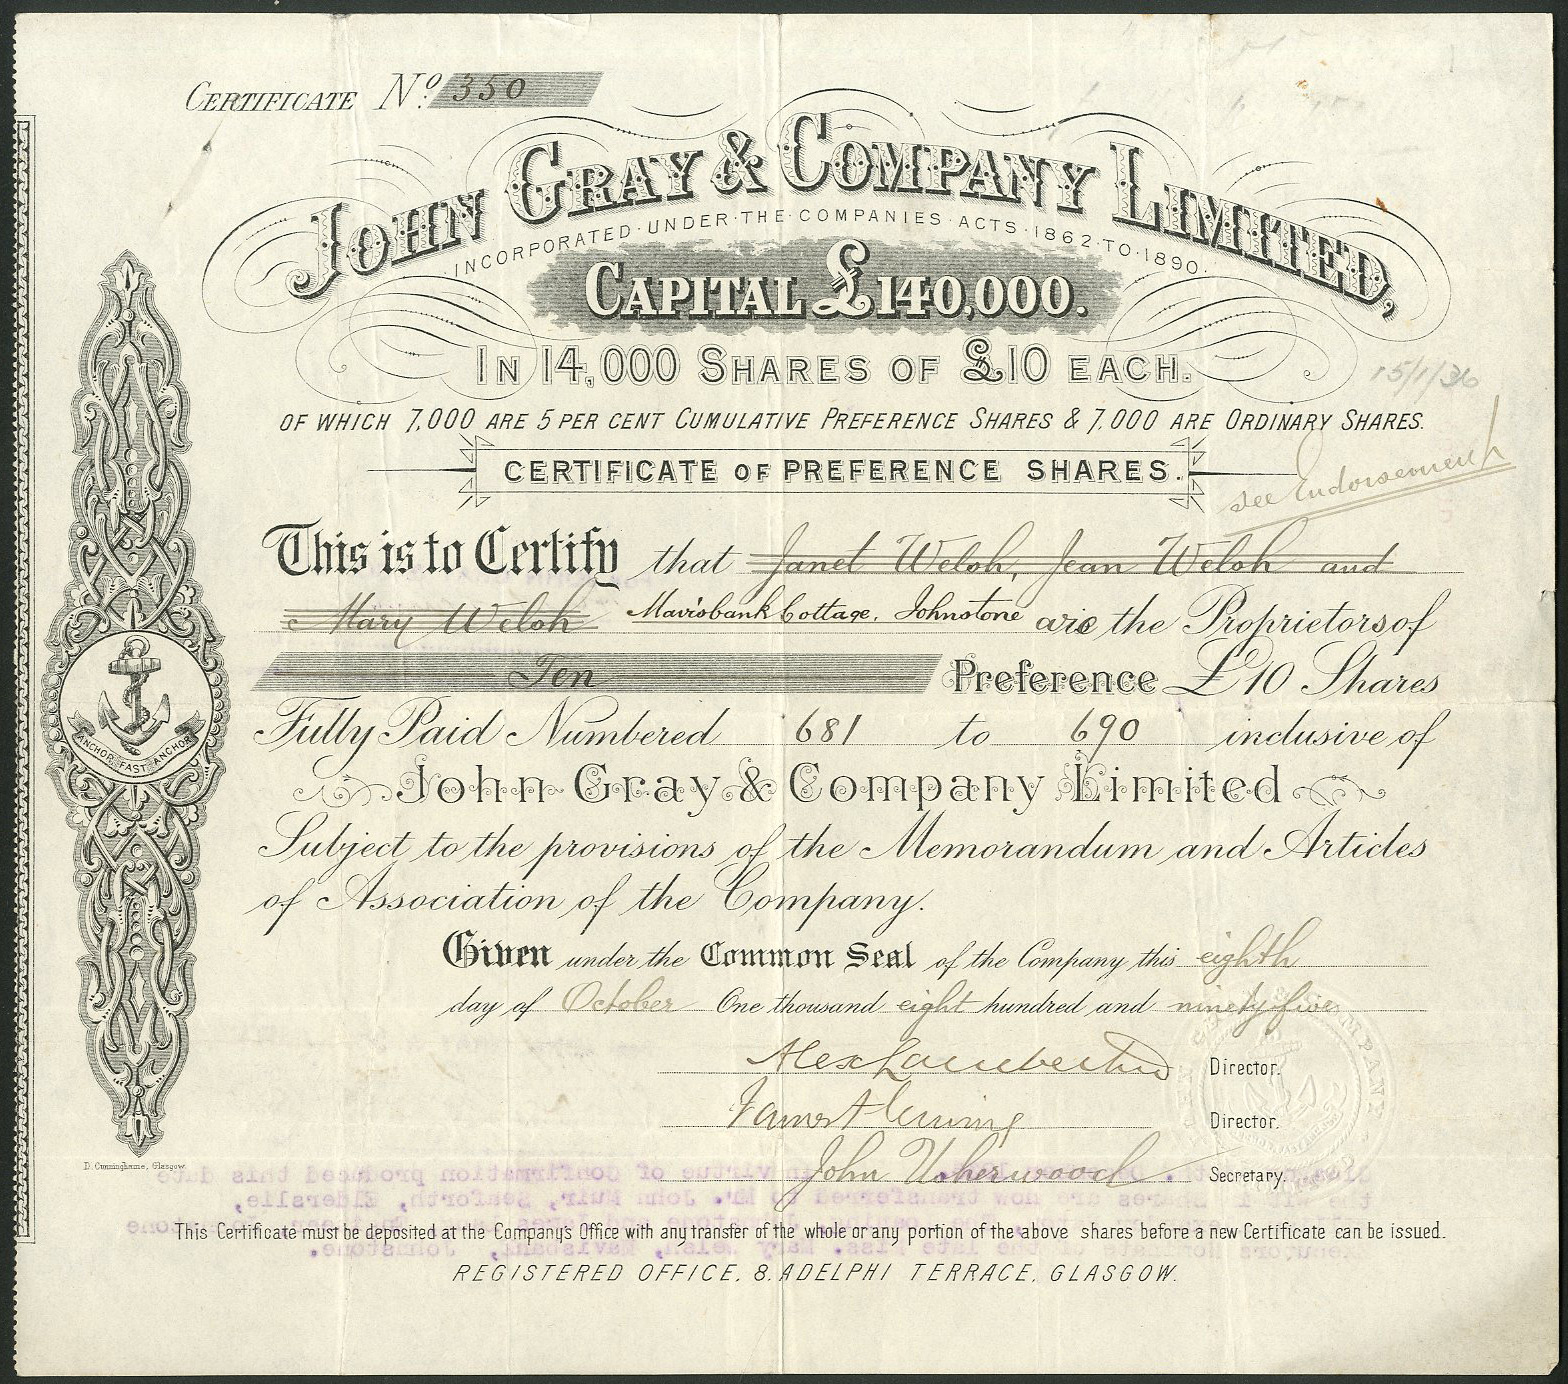 CERTIFICATE No. 350
JOHN GRAY & COMPANY LIMITED,
INCORPORATED · UNDER · THE · COMPANIES ACTS · 1862 · TO · 1890 ·
CAPITAL £140,000.
IN 14,000 SHARES OF £10 EACH.
15/1/36
OF WHICH 7,000 ARE 5 PER CENT CUMULATIVE PREFERENCE SHARES & 7,000 ARE ORDINARY SHARES.
CERTIFICATE OF PREFERENCE SHARES.
See Endorsement
This is to Certify that Janet Welsh, Jean Welsh and
Mary Welsh Mavisbank Cottage, Johnstone are the Proprietors of
Ten Preference £10 Shares
Fully Paid Numbered 681 to 690 inclusive of
ANCHOR FAST ANCHOR
John Gray & Company Limited
Subject to the provisions of the Memorandum and Articles
of Association of the Company.
Given under the Common Seal of the Company this eighth
day of October One thousand eight hundred and ninety five
Alex Director.
James Fleming Director.
John Usherwood Secretary.
D. Cunninghame, Glasgow.
This Certificate must be deposited at the Company's Office with any transfer of the whole or any portion of the above shares before a new Certificate can be issued.
REGISTERED OFFICE, 8, ADELPHI TERRACE, GLASGOW.